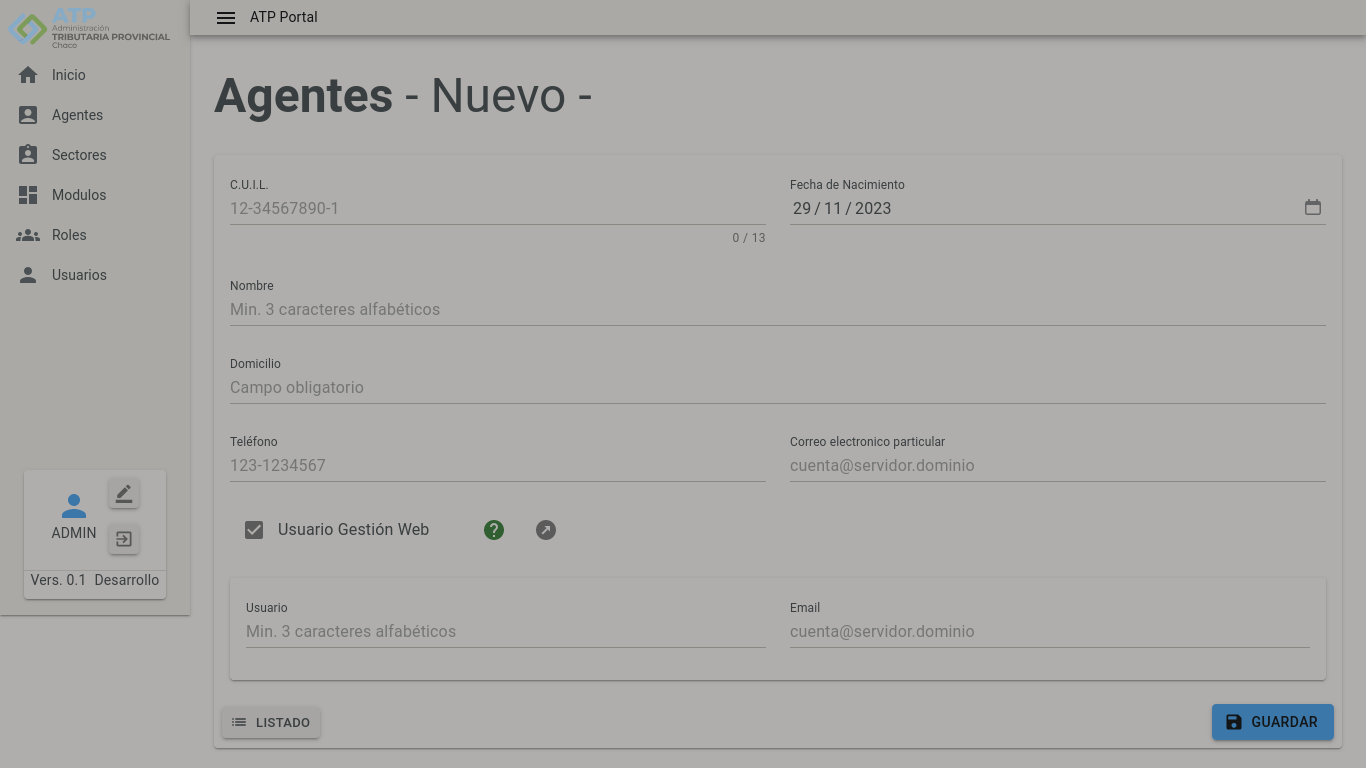 ATP
Administración
TRIBUTARIA PROVINCIAL
Chaco
ATP Portal
Inicio
Agentes
Sectores
Modulos
Roles
Usuarios
ADMIN
Vers. 0.1 Desarrollo
Agentes - Nuevo -
C.U.I.L.
12-34567890-1
0 / 13
Fecha de Nacimiento
29 / 11 / 2023
Nombre
Min. 3 caracteres alfabéticos
Domicilio
Campo obligatorio
Teléfono
123-1234567
Correo electronico particular
cuenta@servidor.dominio
Usuario Gestión Web
Usuario
Min. 3 caracteres alfabéticos
Email
cuenta@servidor.dominio
LISTADO
GUARDAR